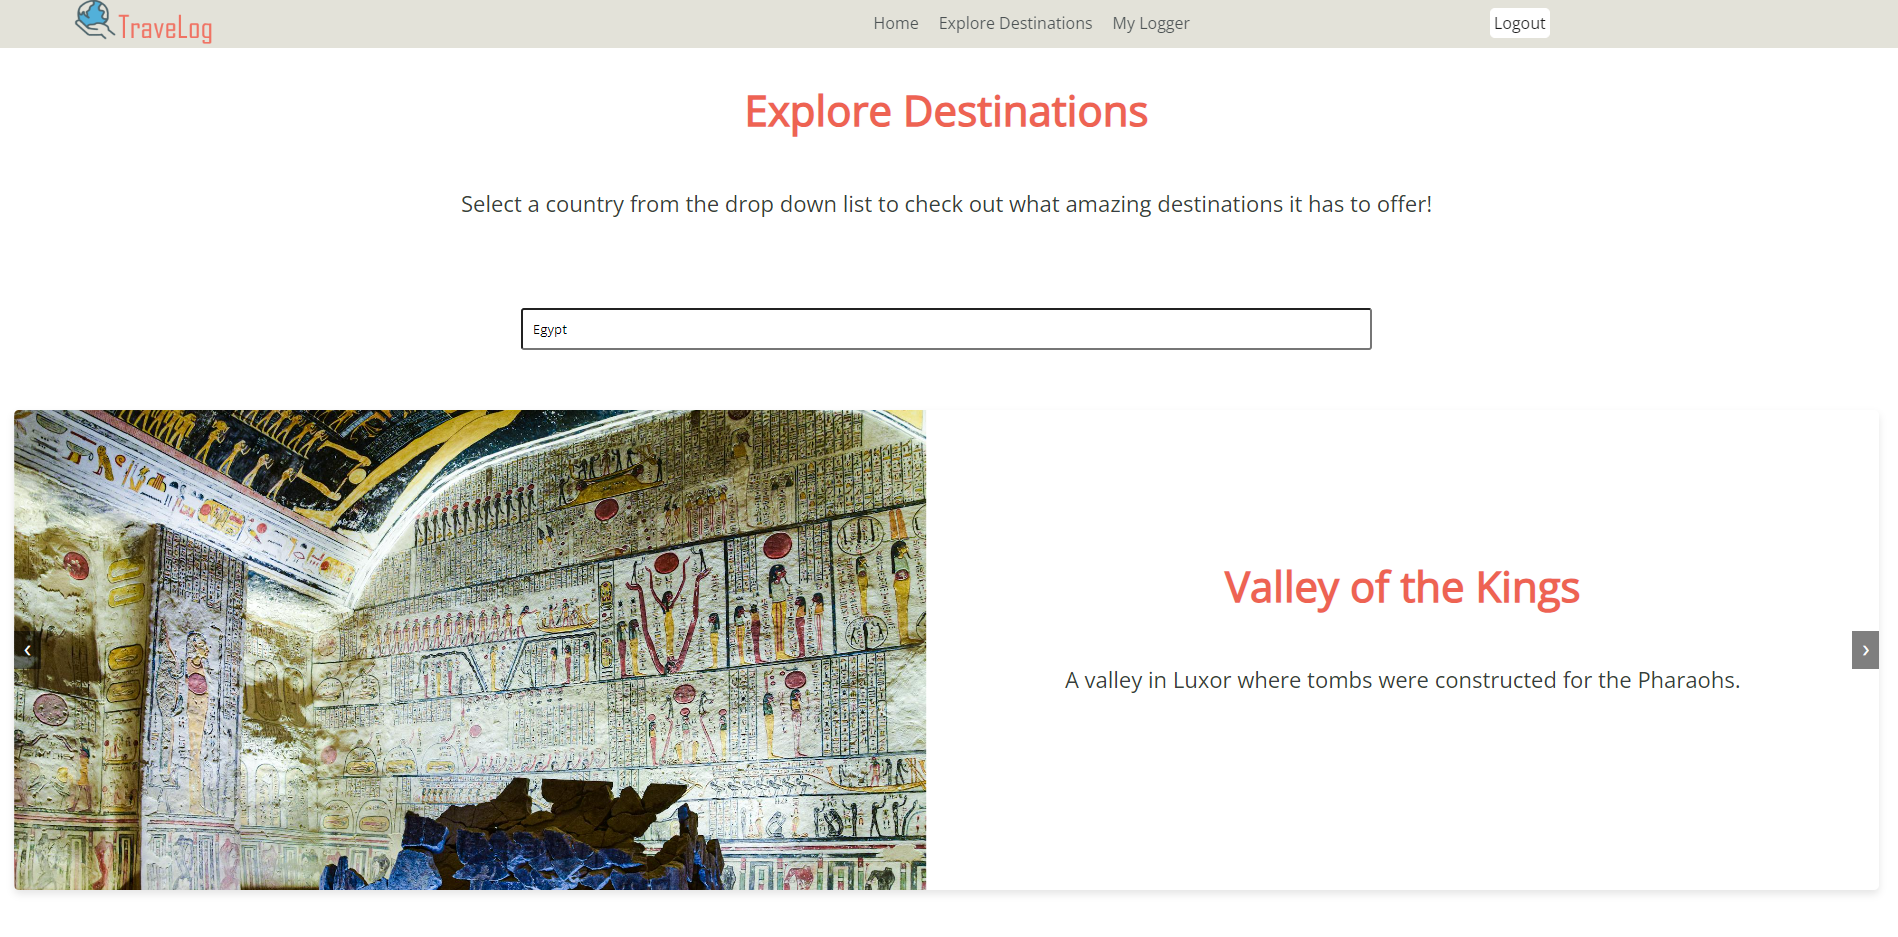 TraveLog
Home Explore Destinations My Logger Logout
Explore Destinations
Select a country from the drop down list to check out what amazing destinations it has to offer!
Egypt
‹
Valley of the Kings
A valley in Luxor where tombs were constructed for the Pharaohs.
›